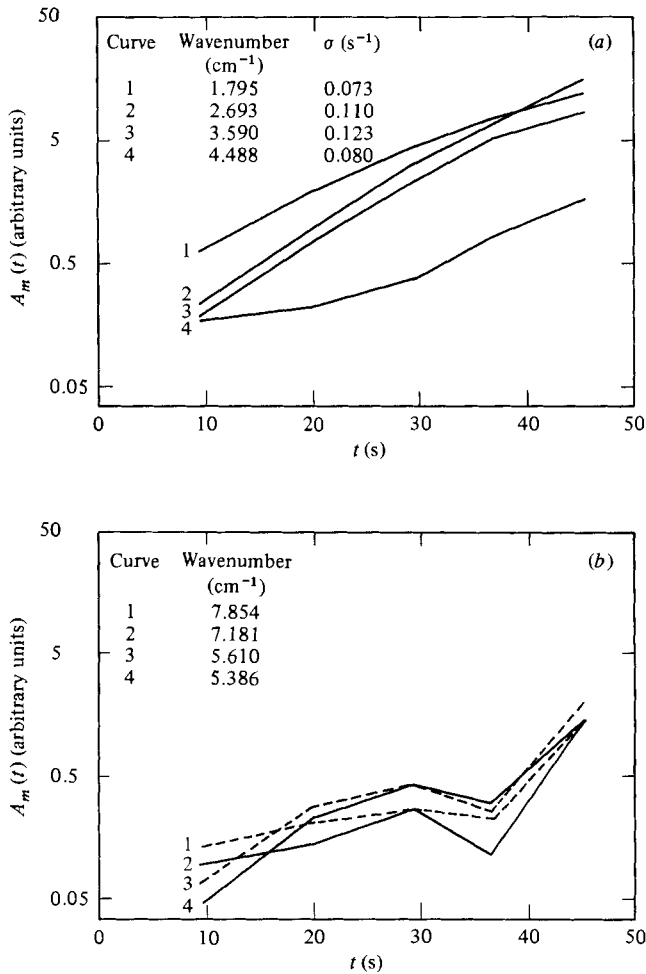 50
Curve Wavenumber σ (s⁻¹) (a)
(cm⁻¹)
1 1.795 0.073
2 2.693 0.110
3 3.590 0.123
4 4.488 0.080
5
0.5
0.05
A_m (t) (arbitrary units)
1
2
3
4
0 10 20 30 40 50
t (s)
50
Curve Wavenumber (b)
(cm⁻¹)
1 7.854
2 7.181
3 5.610
4 5.386
5
0.5
0.05
A_m (t) (arbitrary units)
1
2
3
4
0 10 20 30 40 50
t (s)